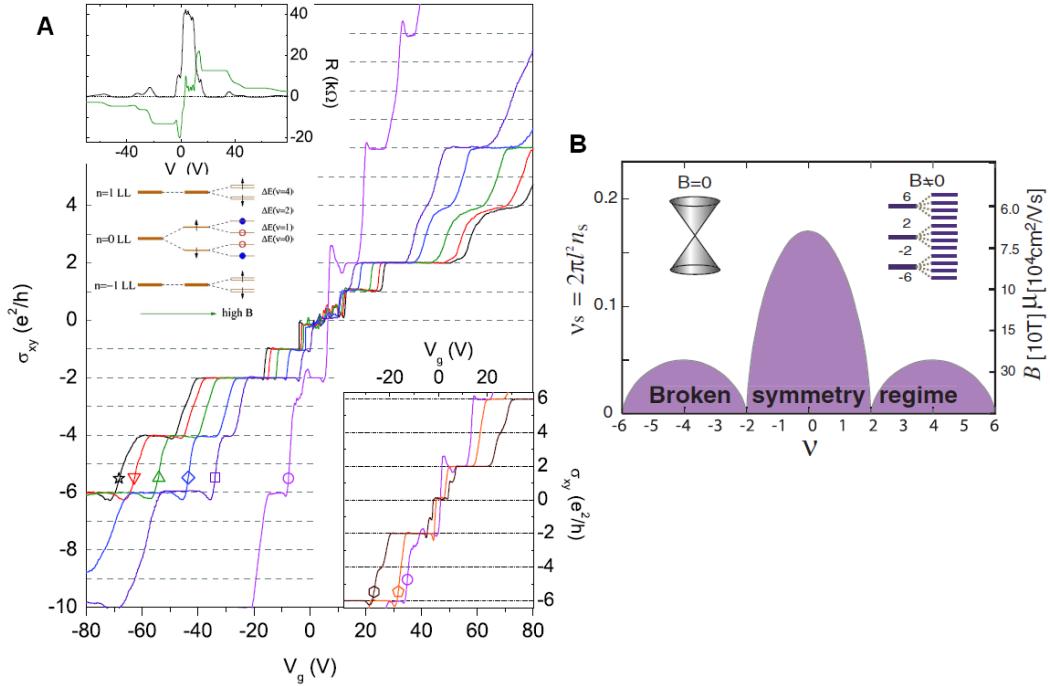 A
40
20
0
-20
R (kΩ)
-40 0 40
V (V)
n=1 LL
n=0 LL
n=-1 LL
ΔE(ν=4)
ΔE(ν=2)
ΔE(ν=1)
ΔE(ν=0)
high B
σxy (e²/h)
4
2
0
-2
-4
-6
-8
-10
-80 -60 -40 -20 0 20 40 60 80
Vg (V)
Vg (V)
-20 0 20
6
4
2
0
-2
-4
-6
σxy (e²/h)
B
B=0
B≠0
6
2
-2
-6
νs = 2πl² ns
0.2
0.1
0
Broken symmetry regime
-6 -5 -4 -3 -2 -1 0 1 2 3 4 5 6
ν
6.0
7.5
10
15
30
B [10T] μ [10⁴cm²/Vs]